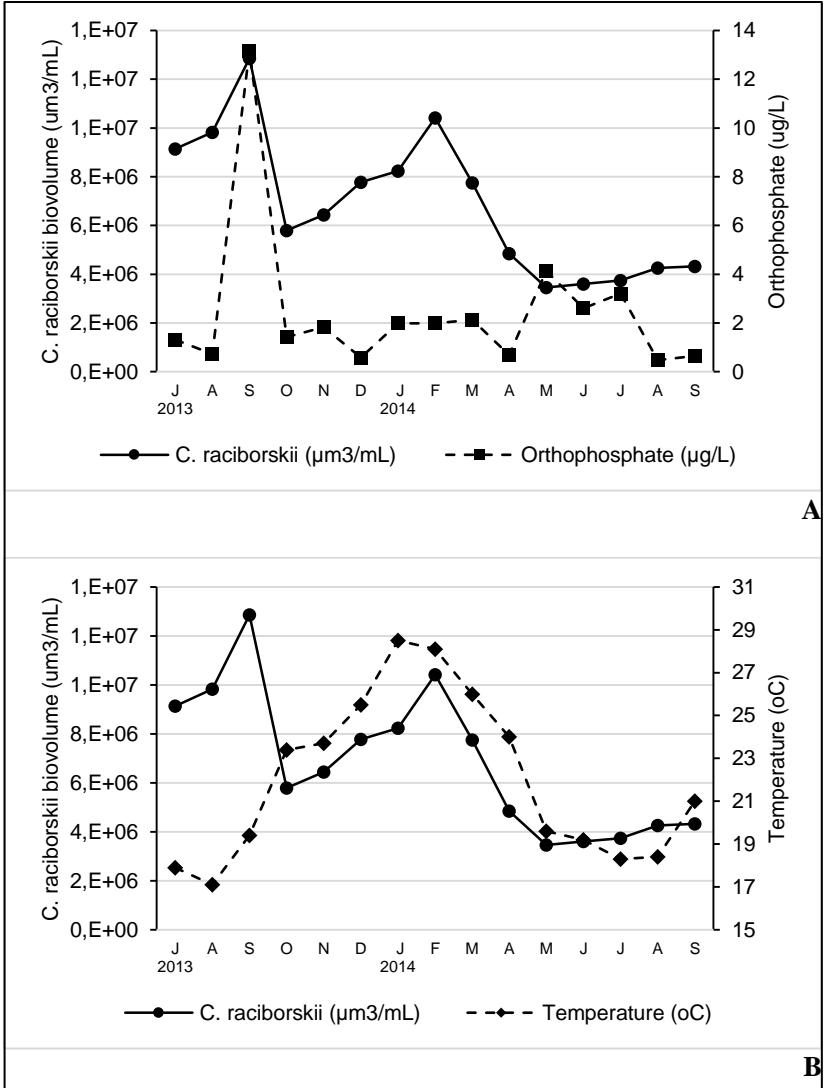 C. raciborskii biovolume (um3/mL)
1,E+07
1,E+07
1,E+07
8,E+06
6,E+06
4,E+06
2,E+06
0,E+00
14
12
10
8
6
4
2
0
Orthophosphate (ug/L)
J A S O N D J F M A M J J A S
2013 2014
C. raciborskii (µm3/mL) Orthophosphate (µg/L)
A
C. raciborskii biovolume (um3/mL)
1,E+07
1,E+07
1,E+07
8,E+06
6,E+06
4,E+06
2,E+06
0,E+00
31
29
27
25
23
21
19
17
15
Temperature (oC)
J A S O N D J F M A M J J A S
2013 2014
C. raciborskii (µm3/mL) Temperature (oC)
B